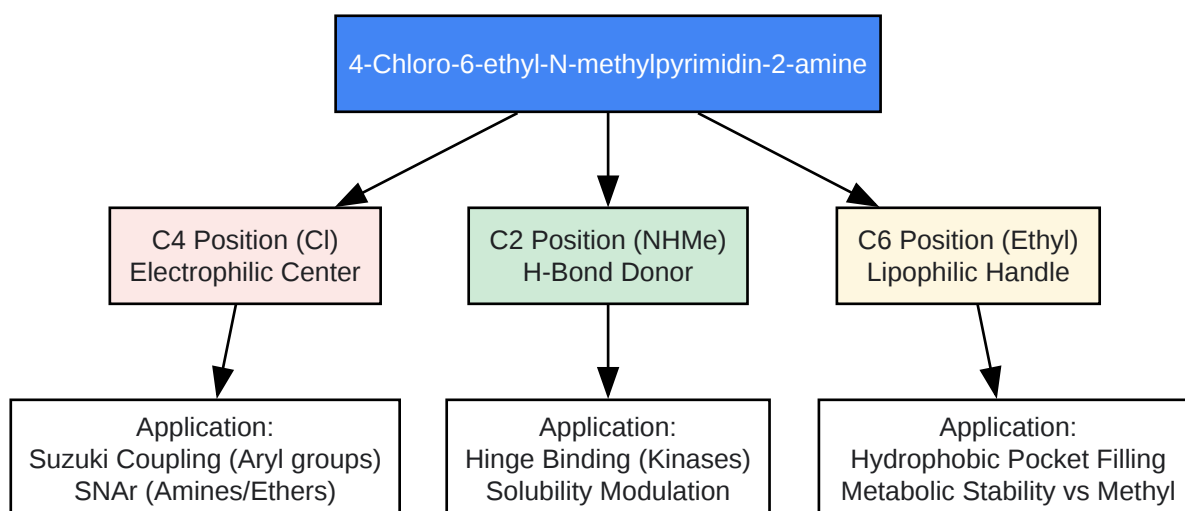 4-Chloro-6-ethyl-N-methylpyrimidin-2-amine
C4 Position (Cl)
Electrophilic Center
C2 Position (NHMe)
H-Bond Donor
C6 Position (Ethyl)
Lipophilic Handle
Application:
Suzuki Coupling (Aryl groups)
SNAr (Amines/Ethers)
Application:
Hinge Binding (Kinases)
Solubility Modulation
Application:
Hydrophobic Pocket Filling
Metabolic Stability vs Methyl